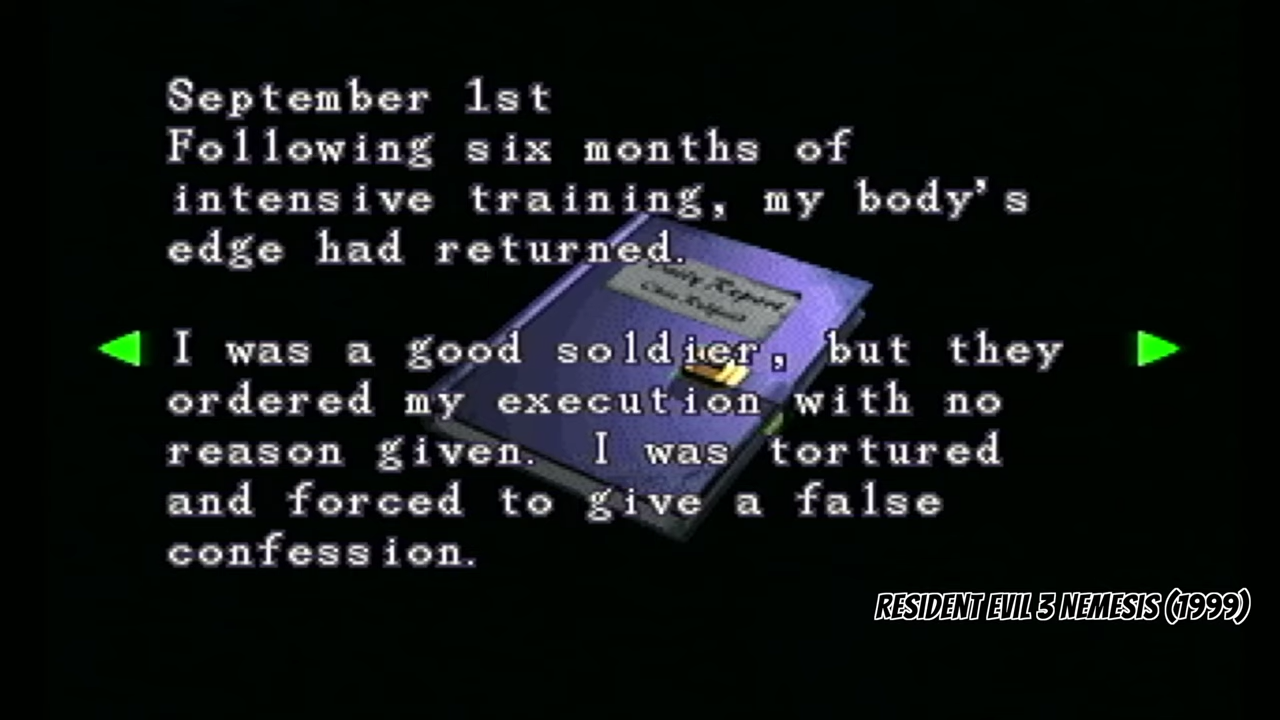 September 1st
Following six months of
intensive training, my body's
edge had returned.
Daily Report
I was a good soldier, but they
ordered my execution with no
reason given. I was tortured
and forced to give a false
confession.
RESIDENT EVIL 3 NEMESIS (1999)